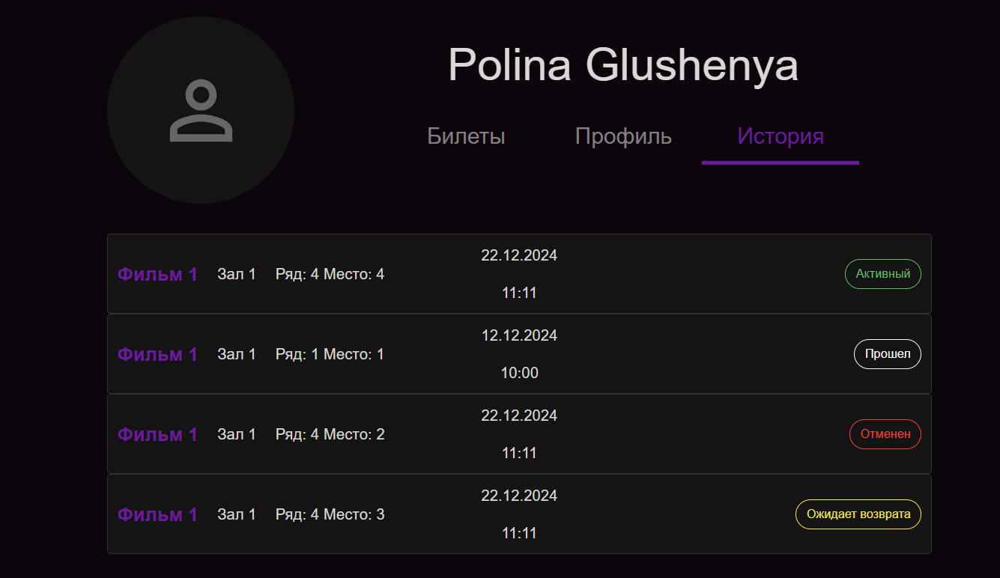 Polina Glushenya
Билеты Профиль История
22.12.2024
Фильм 1 Зал 1 Ряд: 4 Место: 4 Активный
11:11
12.12.2024
Фильм 1 Зал 1 Ряд: 1 Место: 1 Прошел
10:00
22.12.2024
Фильм 1 Зал 1 Ряд: 4 Место: 2 Отменен
11:11
22.12.2024
Фильм 1 Зал 1 Ряд: 4 Место: 3 Ожидает возврата
11:11